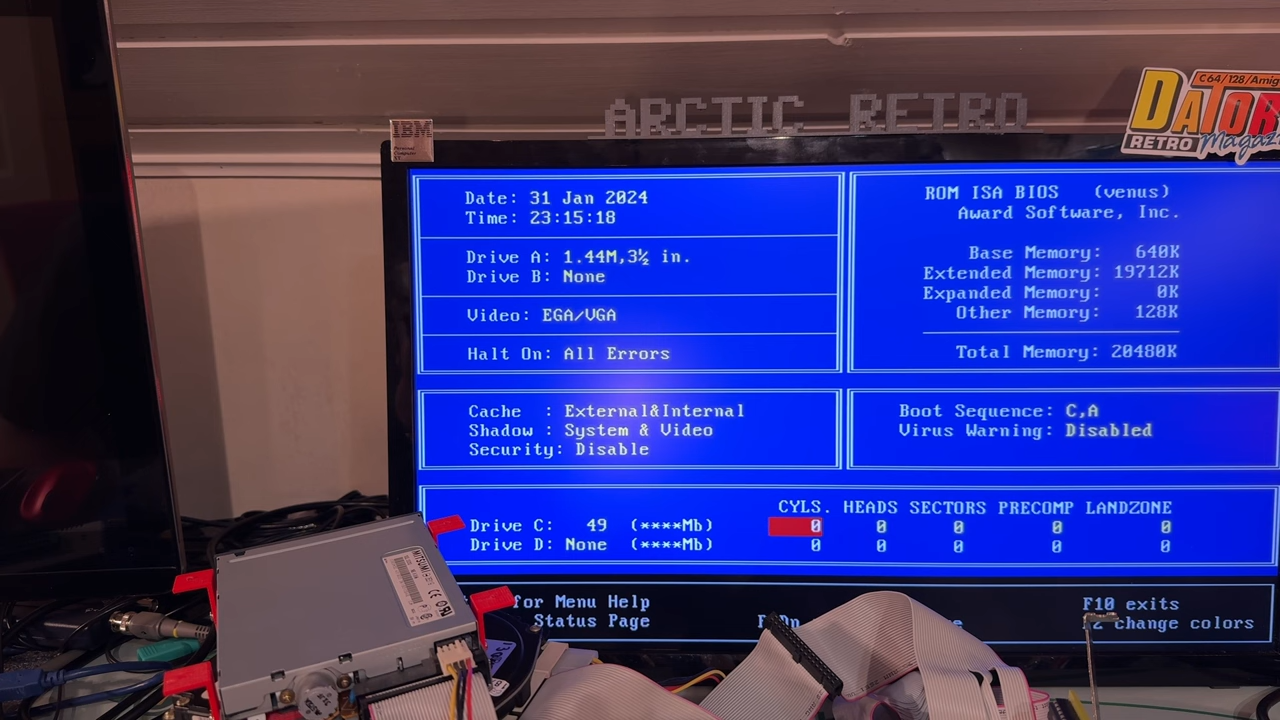 ARCTIC RETRO
IBM
Personal
Computer
C64/128/Amig
DATOR
RETRO Magazi
Date: 31 Jan 2024
Time: 23:15:18
Drive A: 1.44M,3½ in.
Drive B: None
Video: EGA/VGA
Halt On: All Errors
ROM ISA BIOS (venus)
Award Software, Inc.
Base Memory: 640K
Extended Memory: 19712K
Expanded Memory: 0K
Other Memory: 128K
Total Memory: 20480K
Cache : External&Internal
Shadow : System & Video
Security: Disable
Boot Sequence: C,A
Virus Warning: Disabled
CYLS. HEADS SECTORS PRECOMP LANDZONE
Drive C: 49 (****Mb) 0 0 0 0 0
Drive D: None (****Mb) 0 0 0 0 0
for Menu Help
Status Page
F10 exits
change colors
MITSUMI